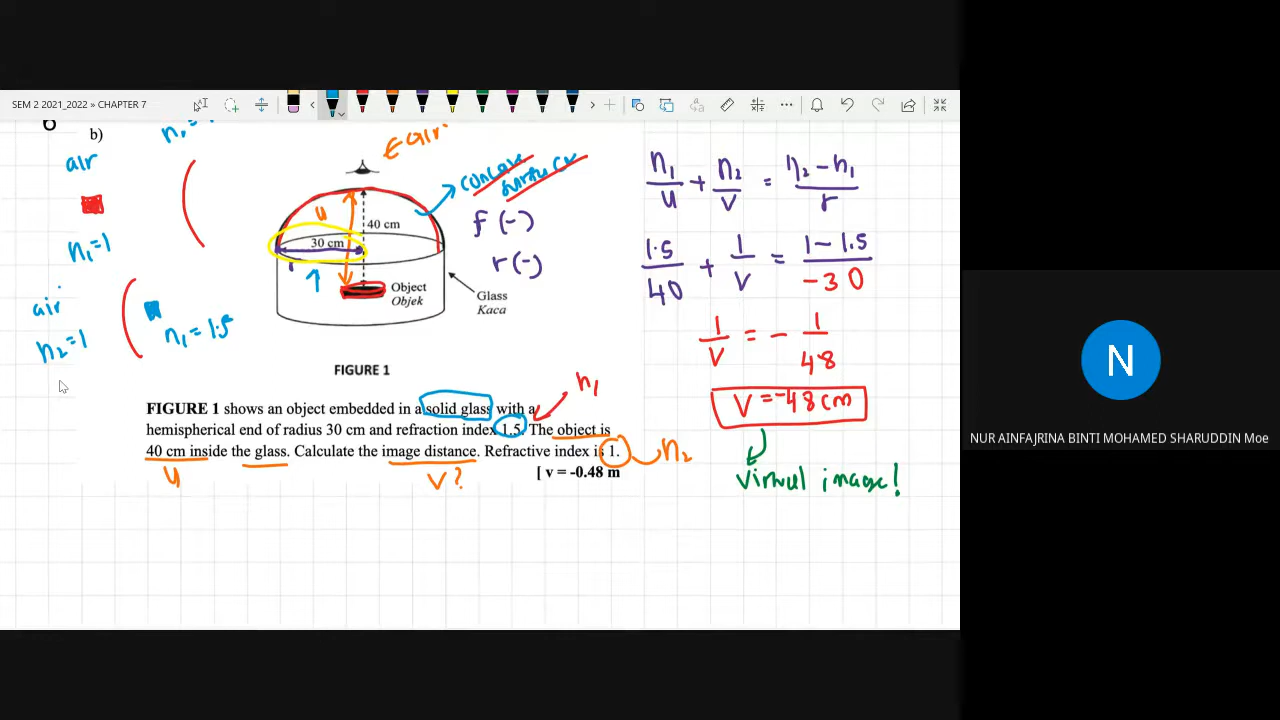 SEM 2 2021_2022 » CHAPTER 7
6
b)
n₁=
air
n₁=1
air
n₂=1
n₁=1.5
air
concave
surface
u
40 cm
30 cm
r
Object
Objek
Glass
Kaca
f (-)
r (-)
FIGURE 1
n₁
FIGURE 1 shows an object embedded in a solid glass with a
hemispherical end of radius 30 cm and refraction index 1.5. The object is
40 cm inside the glass. Calculate the image distance. Refractive index is 1.
n₂
u
v?
[ v = -0.48 m
n₁/u + n₂/v = n₂-n₁/r
1.5/40 + 1/v = 1-1.5/-30
1/v = - 1/48
v = -48 cm
virtual image!
N
NUR AINFAJRINA BINTI MOHAMED SHARUDDIN Moe